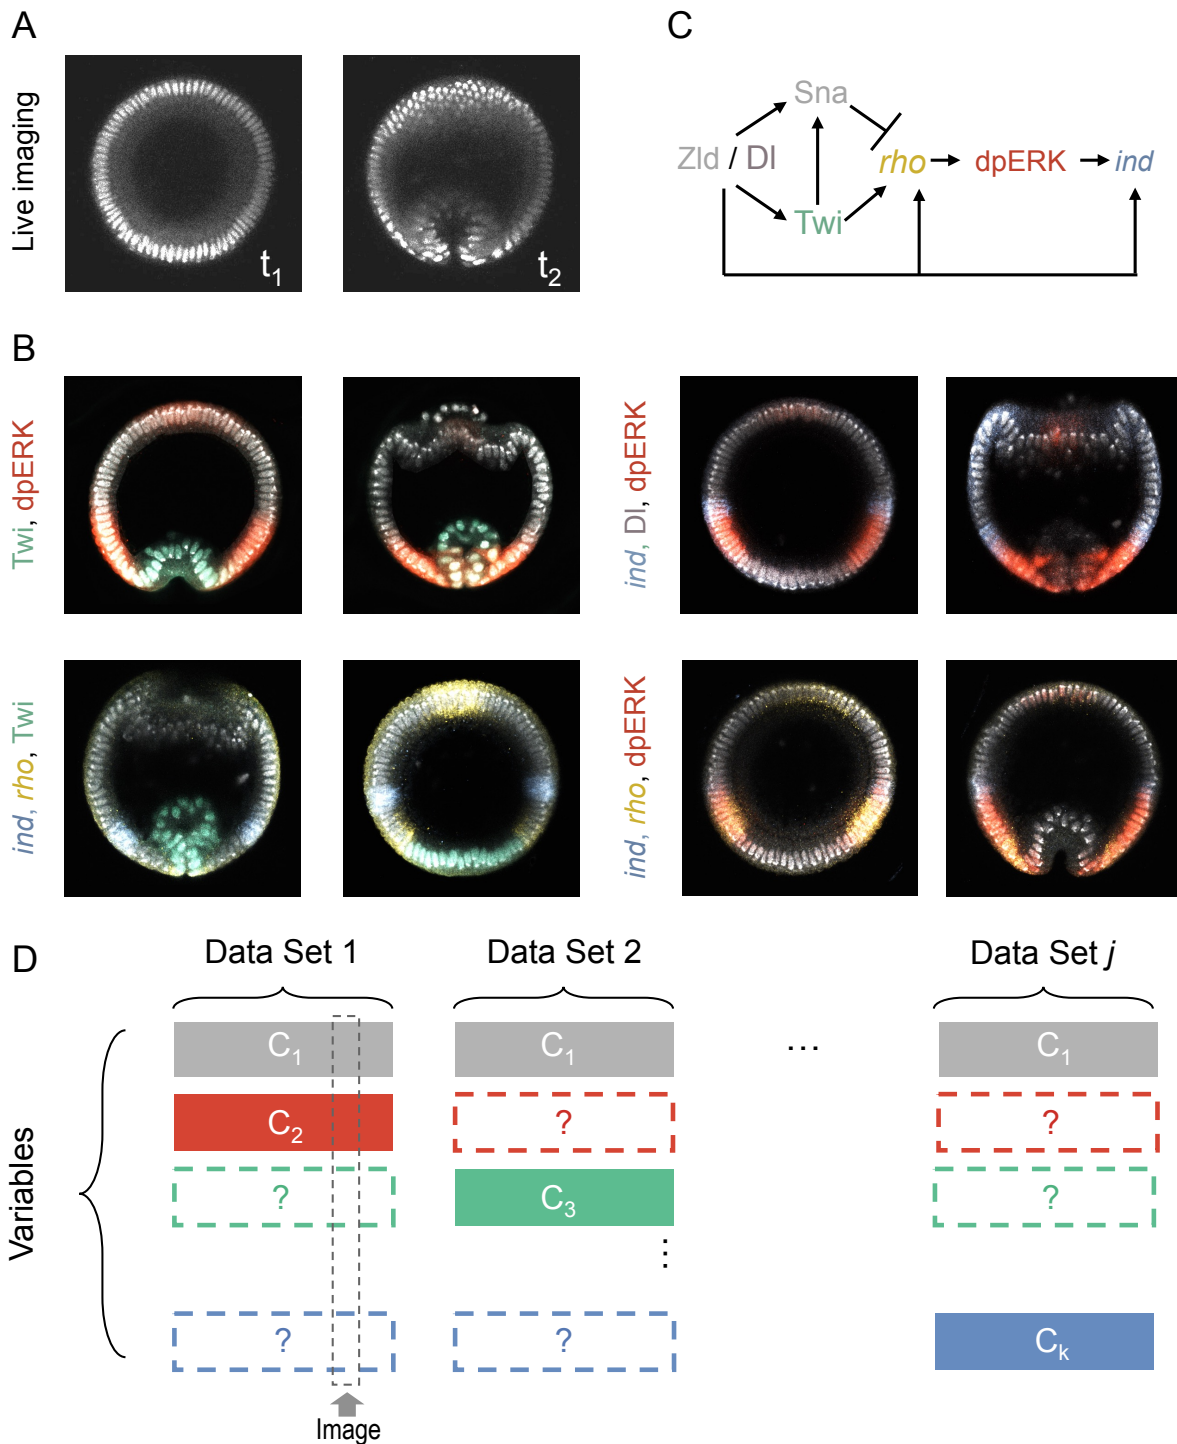 A
Live imaging
t1
t2
C
Sna
Zld / Dl
rho
dpERK
ind
Twi
B
Twi, dpERK
ind, Dl, dpERK
ind, rho, Twi
ind, rho, dpERK
D
Data Set 1
Data Set 2
Data Set j
Variables
C1
C1
...
C1
C2
?
?
?
C3
?
⋮
?
?
Ck
Image